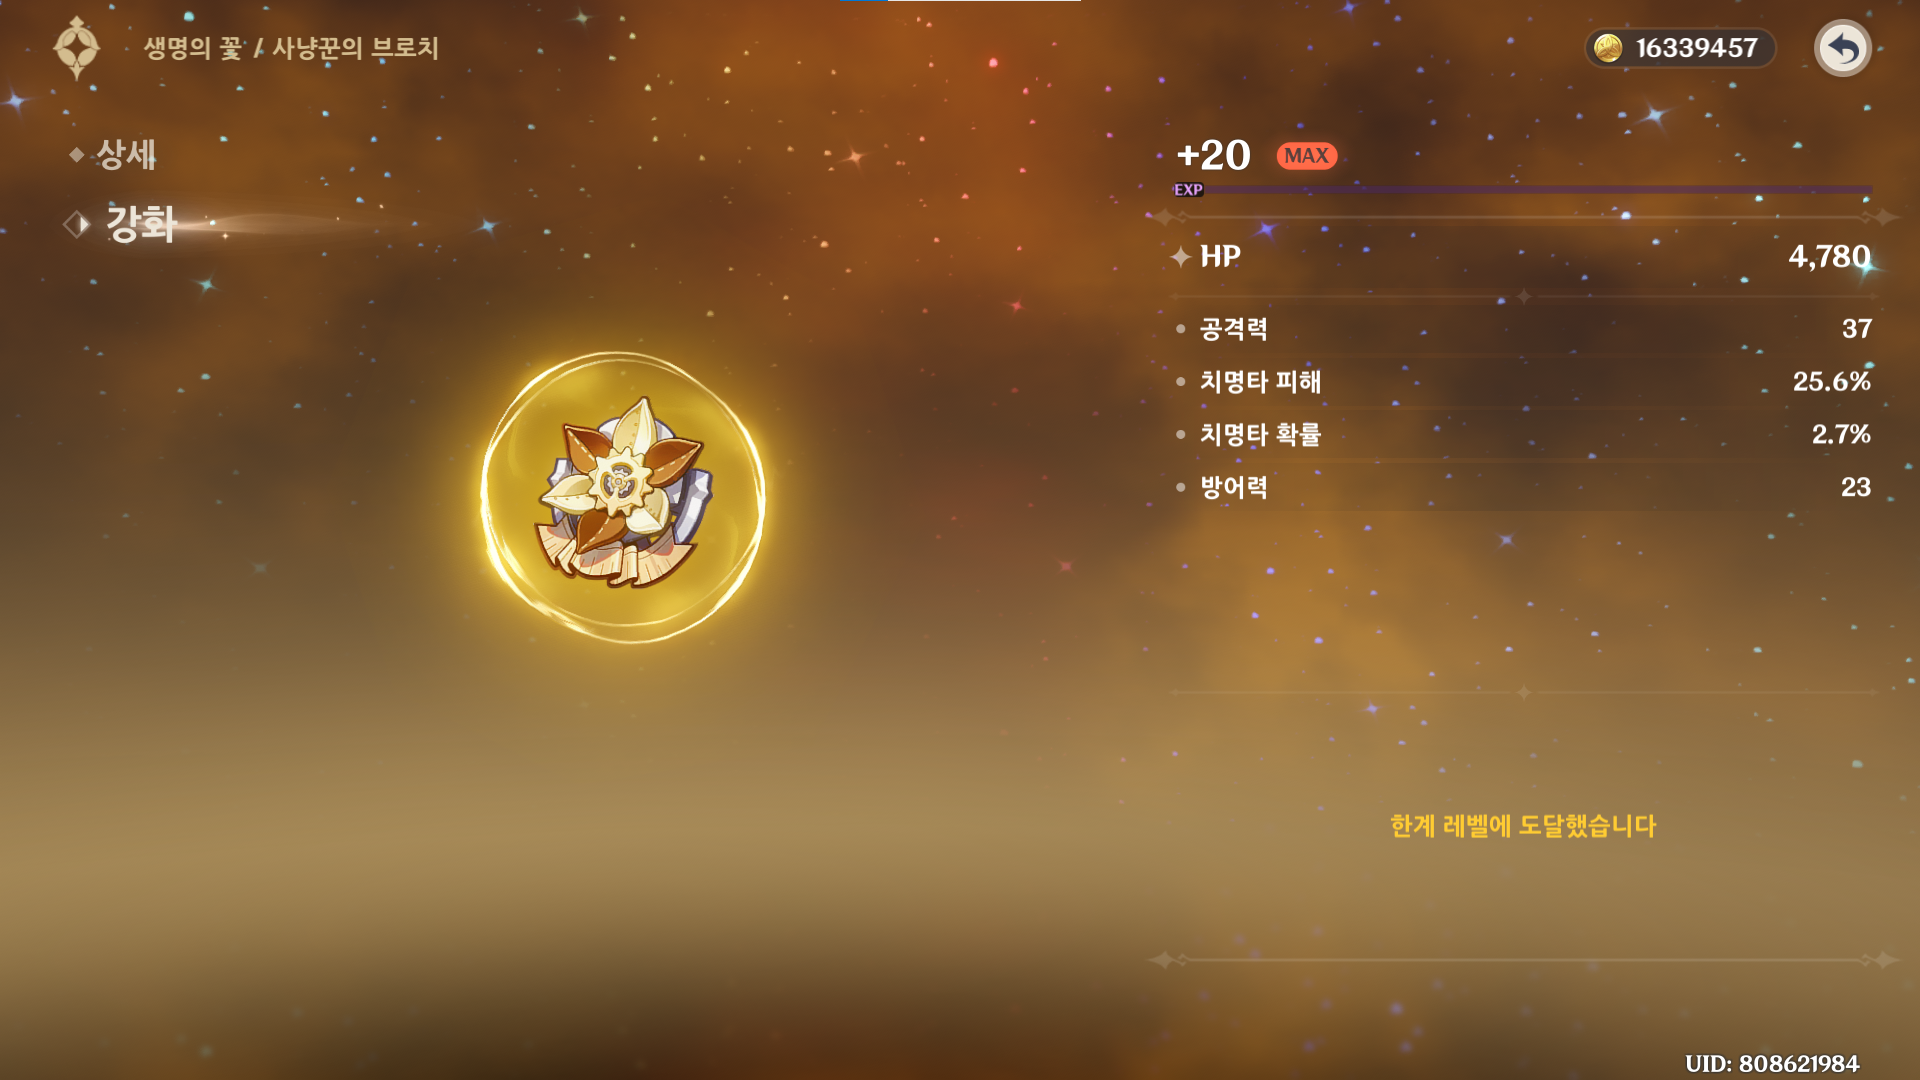 생명의 꽃 / 사냥꾼의 브로치
16339457
상세
강화
+20 MAX
EXP
HP 4,780
공격력 37
치명타 피해 25.6%
치명타 확률 2.7%
방어력 23
한계 레벨에 도달했습니다
UID: 808621984